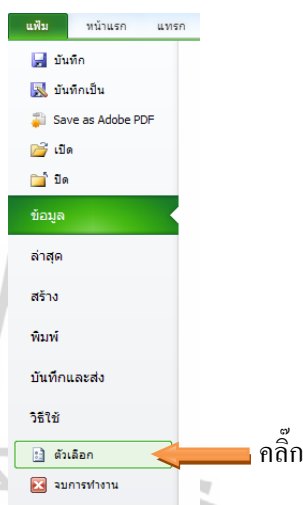 แฟ้ม หน้าแรก แทรก
บันทึก
บันทึกเป็น
Save as Adobe PDF
เปิด
ปิด
ข้อมูล
ล่าสุด
สร้าง
พิมพ์
บันทึกและส่ง
วิธีใช้
ตัวเลือก คลิ๊ก
จบการทำงาน